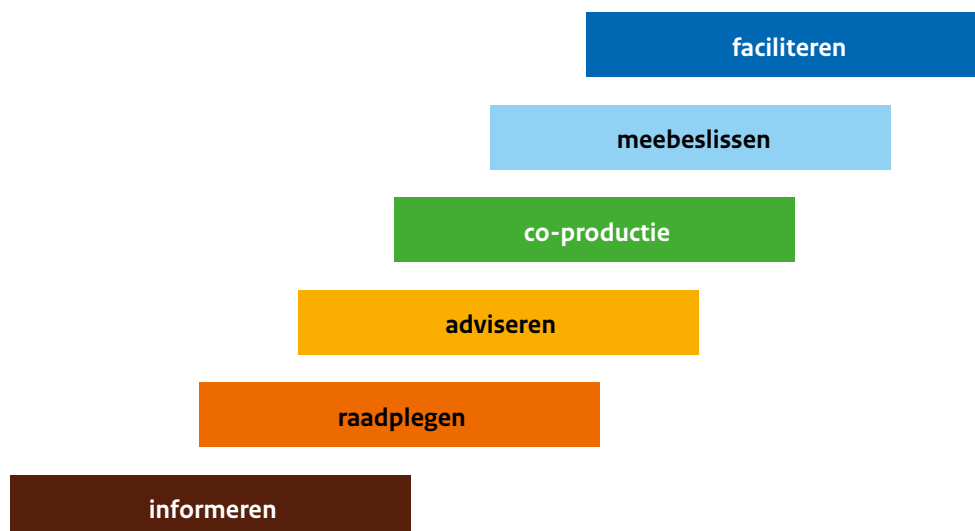 faciliteren
meebeslissen
co-productie
adviseren
raadplegen
informeren